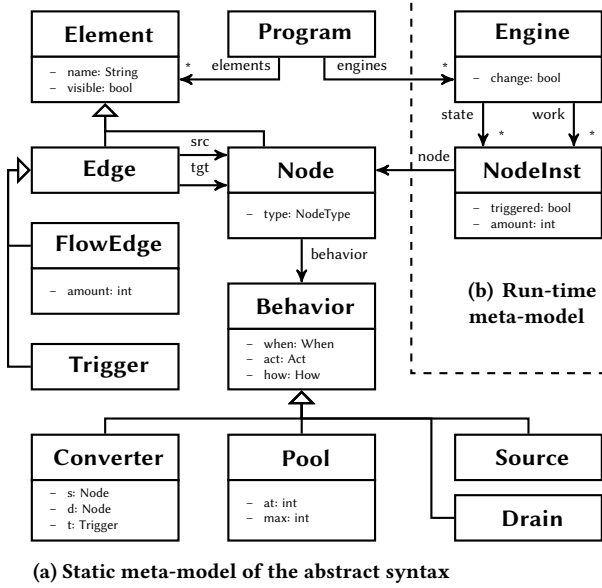 Element
– name: String
– visible: bool
Program
elements
engines
*
*
Engine
– change: bool
state
work
*
*
Edge
src
tgt
Node
– type: NodeType
node
NodeInst
– triggered: bool
– amount: int
FlowEdge
– amount: int
behavior
(b) Run-time
meta-model
Behavior
– when: When
– act: Act
– how: How
Trigger
Converter
– s: Node
– d: Node
– t: Trigger
Pool
– at: int
– max: int
Source
Drain
(a) Static meta-model of the abstract syntax